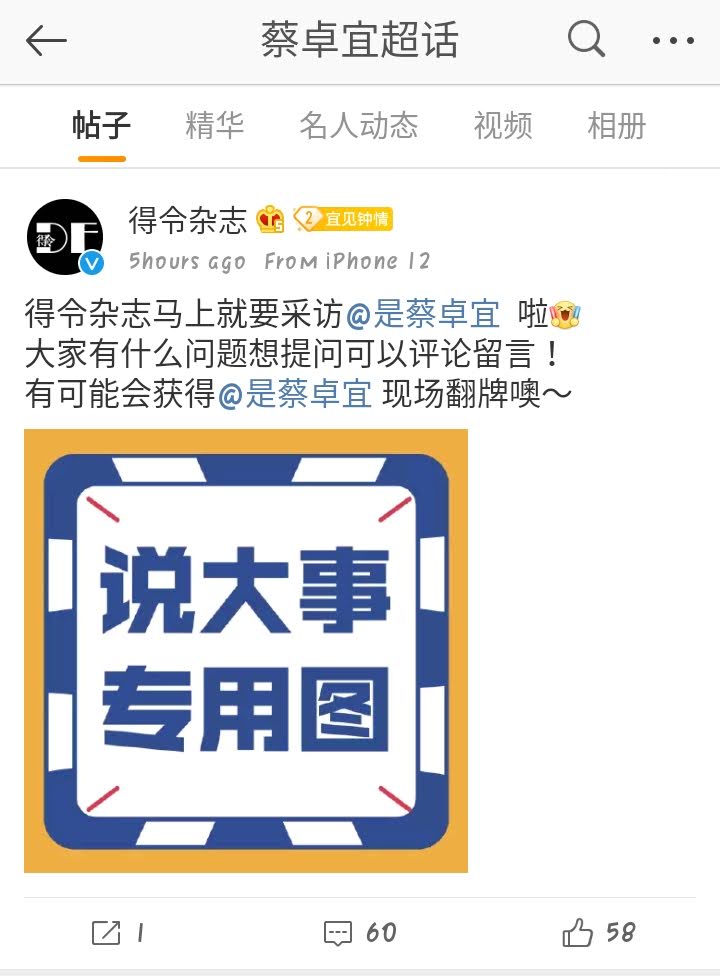 蔡卓宜超话
帖子 精华 名人动态 视频 相册
得令杂志 5 2 宜见钟情
得令 DF V
5hours ago From iPhone 12
得令杂志马上就要采访@是蔡卓宜 啦
大家有什么问题想提问可以评论留言！
有可能会获得@是蔡卓宜 现场翻牌噢～
说大事
专用图
1 60 58